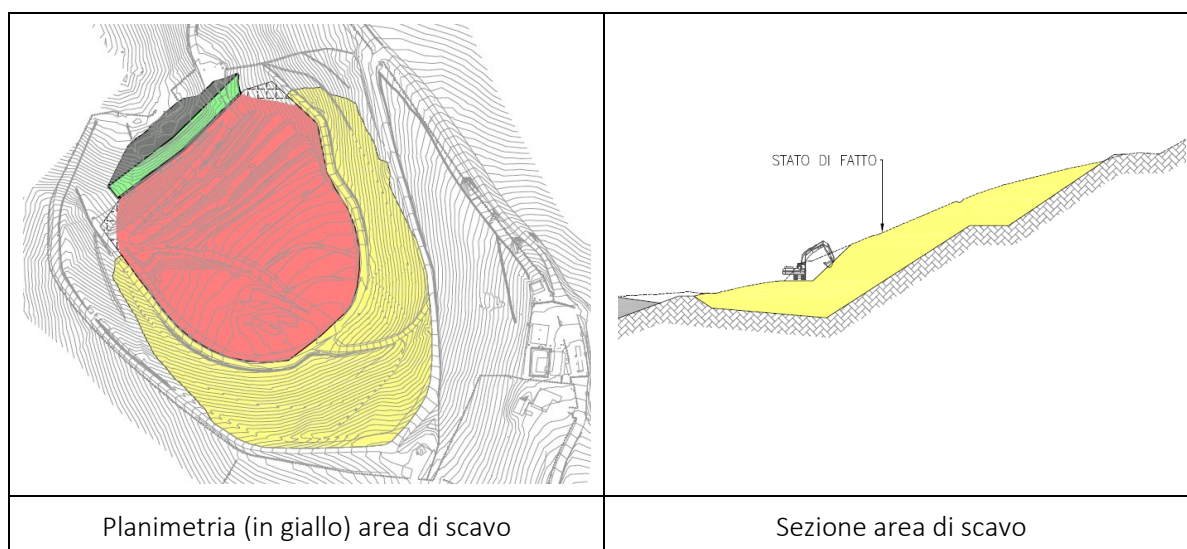 STATO DI FATTO
Planimetria (in giallo) area di scavo
Sezione area di scavo